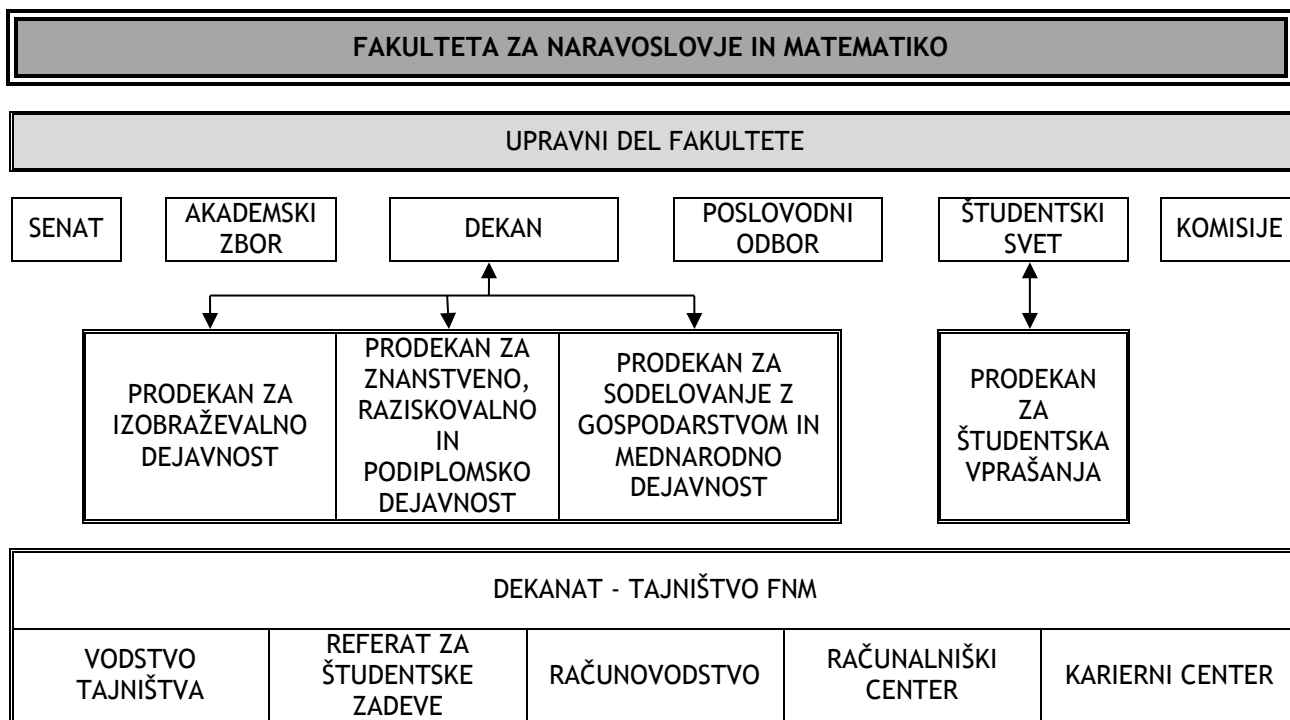 FAKULTETA ZA NARAVOSLOVJE IN MATEMATIKO
UPRAVNI DEL FAKULTETE
SENAT
AKADEMSKI
ZBOR
DEKAN
POSLOVODNI
ODBOR
ŠTUDENTSKI
SVET
KOMISIJE
PRODEKAN ZA
IZOBRAŽEVALNO
DEJAVNOST
PRODEKAN ZA
ZNANSTVENO,
RAZISKOVALNO
IN
PODIPLOMSKO
DEJAVNOST
PRODEKAN ZA
SODELOVANJE Z
GOSPODARSTVOM IN
MEDNARODNO
DEJAVNOST
PRODEKAN
ZA
ŠTUDENTSKA
VPRAŠANJA
DEKANAT - TAJNIŠTVO FNM
VODSTVO
TAJNIŠTVA
REFERAT ZA
ŠTUDENTSKE
ZADEVE
RAČUNOVODSTVO
RAČUNALNIŠKI
CENTER
KARIERNI CENTER